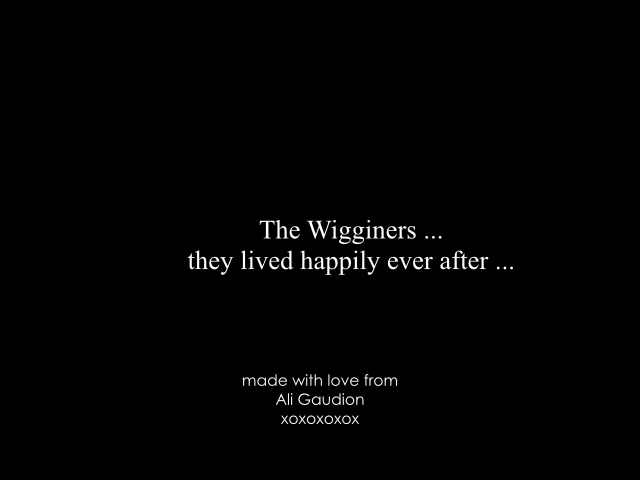 The Wigginers ...
they lived happily ever after ...
made with love from
Ali Gaudion
xoxoxoxox